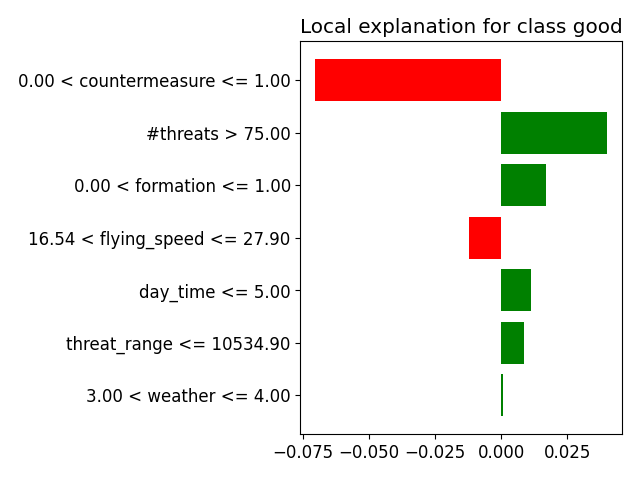 Local explanation for class good
0.00 < countermeasure <= 1.00
#threats > 75.00
0.00 < formation <= 1.00
16.54 < flying_speed <= 27.90
day_time <= 5.00
threat_range <= 10534.90
3.00 < weather <= 4.00
−0.075 −0.050 −0.025 0.000 0.025